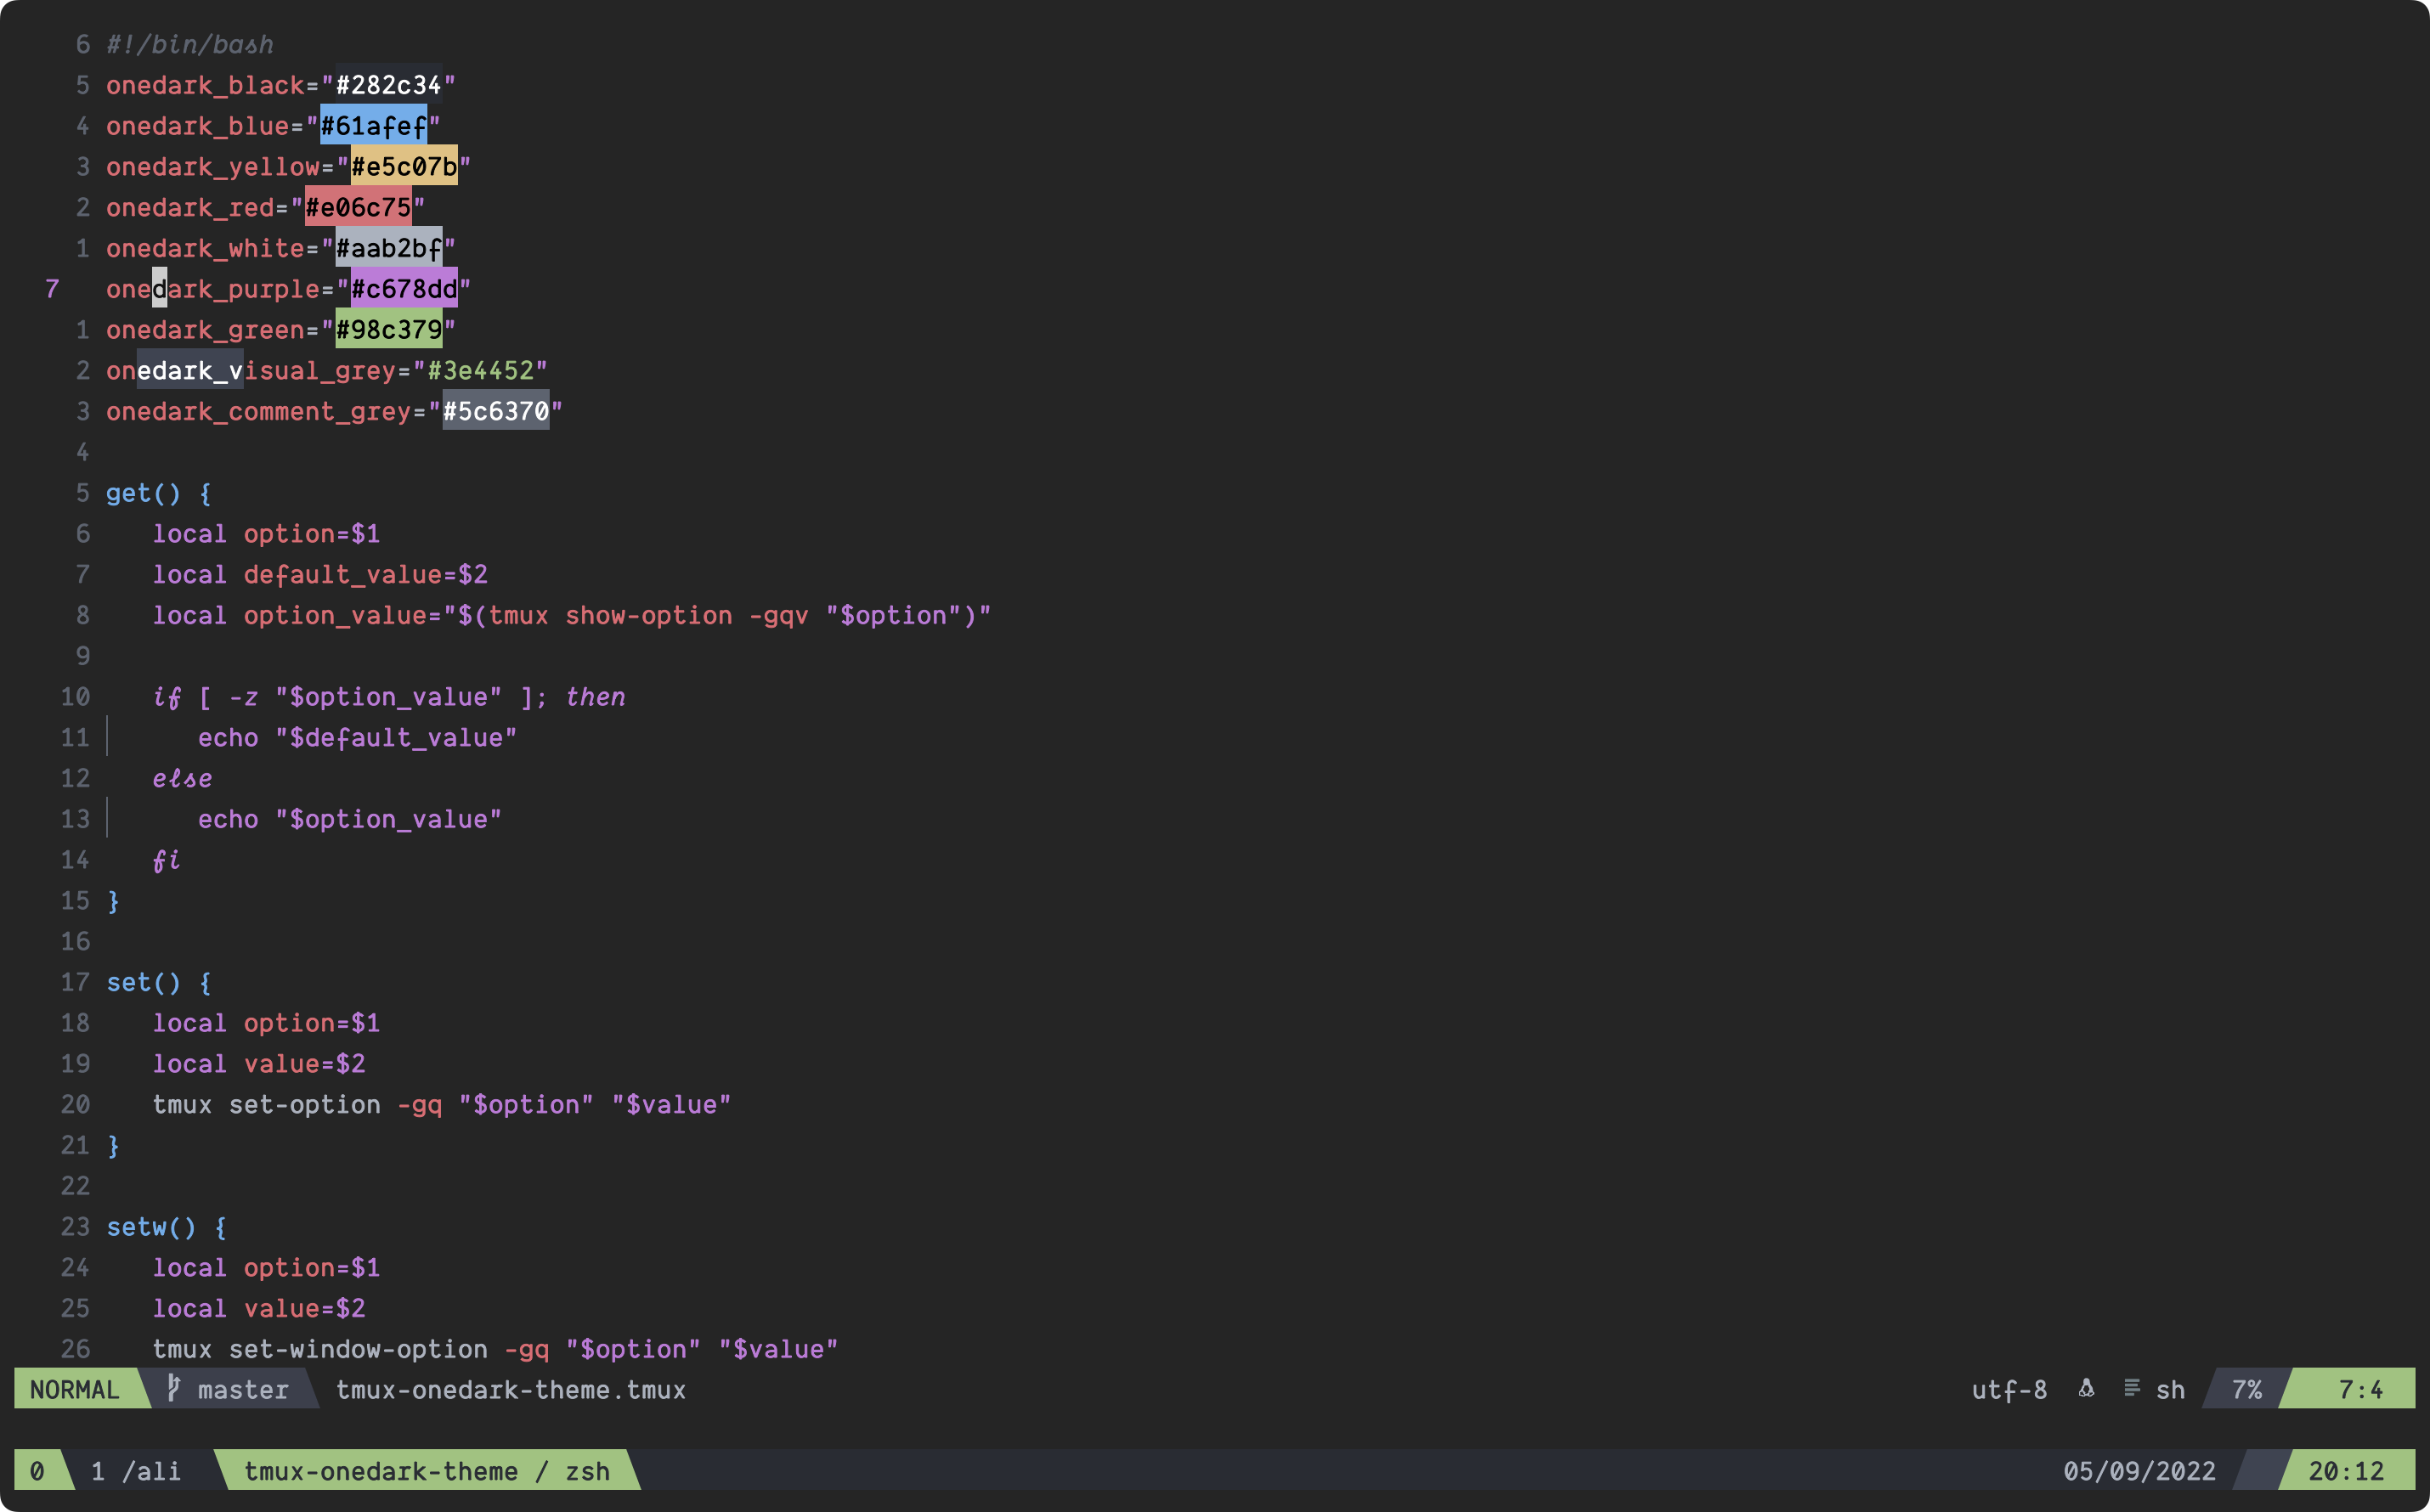 6 #!/bin/bash
5 onedark_black="#282c34"
4 onedark_blue="#61afef"
3 onedark_yellow="#e5c07b"
2 onedark_red="#e06c75"
1 onedark_white="#aab2bf"
7 onedark_purple="#c678dd"
1 onedark_green="#98c379"
2 onedark_visual_grey="#3e4452"
3 onedark_comment_grey="#5c6370"
4
5 get() {
6    local option=$1
7    local default_value=$2
8    local option_value="$(tmux show-option -gqv "$option")"
9
10    if [ -z "$option_value" ]; then
11       echo "$default_value"
12    else
13       echo "$option_value"
14    fi
15 }
16
17 set() {
18    local option=$1
19    local value=$2
20    tmux set-option -gq "$option" "$value"
21 }
22
23 setw() {
24    local option=$1
25    local value=$2
26    tmux set-window-option -gq "$option" "$value"
NORMAL master tmux-onedark-theme.tmux utf-8 sh 7% 7:4
0 1 /ali tmux-onedark-theme / zsh 05/09/2022 20:12